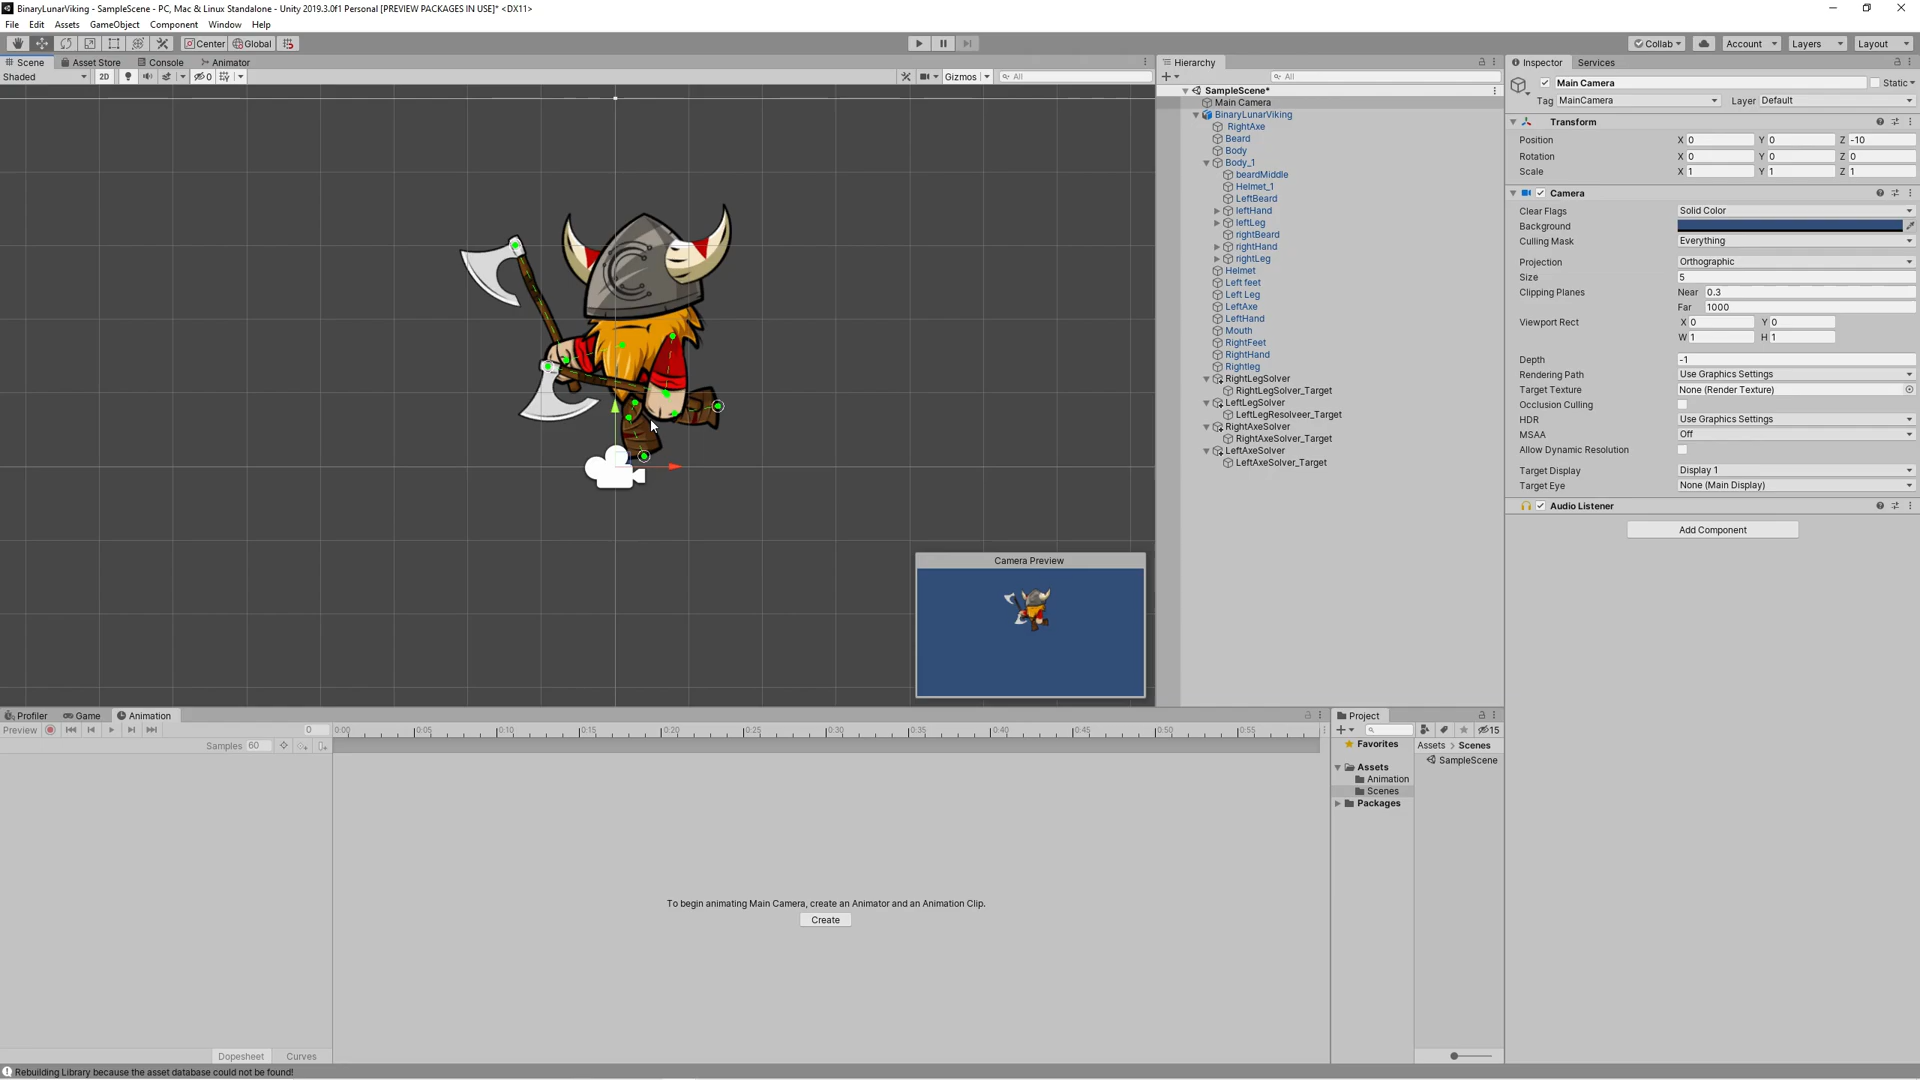 BinaryLunarViking - SampleScene - PC, Mac & Linux Standalone - Unity 2019.3.0f1 Personal [PREVIEW PACKAGES IN USE]* <DX11>
File Edit Assets GameObject Component Window Help
Center Global Collab Account Layers Layout
Scene Asset Store Console Animator
Shaded 2D 0 Gizmos All
Camera Preview
Hierarchy
All
SampleScene*
Main Camera
BinaryLunarViking
RightAxe
Beard
Body
Body_1
beardMiddle
Helmet_1
LeftBeard
leftHand
leftLeg
rightBeard
rightHand
rightLeg
Helmet
Left feet
Left Leg
LeftAxe
LeftHand
Mouth
RightFeet
RightHand
Rightleg
RightLegSolver
RightLegSolver_Target
LeftLegSolver
LeftLegResolveer_Target
RightAxeSolver
RightAxeSolver_Target
LeftAxeSolver
LeftAxeSolver_Target
Inspector Services
Main Camera Static
Tag MainCamera Layer Default
Transform
Position X 0 Y 0 Z -10
Rotation X 0 Y 0 Z 0
Scale X 1 Y 1 Z 1
Camera
Clear Flags Solid Color
Background
Culling Mask Everything
Projection Orthographic
Size 5
Clipping Planes Near 0.3
Far 1000
Viewport Rect X 0 Y 0
W 1 H 1
Depth -1
Rendering Path Use Graphics Settings
Target Texture None (Render Texture)
Occlusion Culling
HDR Use Graphics Settings
MSAA Off
Allow Dynamic Resolution
Target Display Display 1
Target Eye None (Main Display)
Audio Listener
Add Component
Profiler Game Animation
Preview 0 0:00 0:05 0:10 0:15 0:20 0:25 0:30 0:35 0:40 0:45 0:50 0:55
Samples 60
To begin animating Main Camera, create an Animator and an Animation Clip.
Create
Dopesheet Curves
Project
15
Favorites
Assets
Animation
Scenes
Packages
Assets > Scenes
SampleScene
Rebuilding Library because the asset database could not be found!